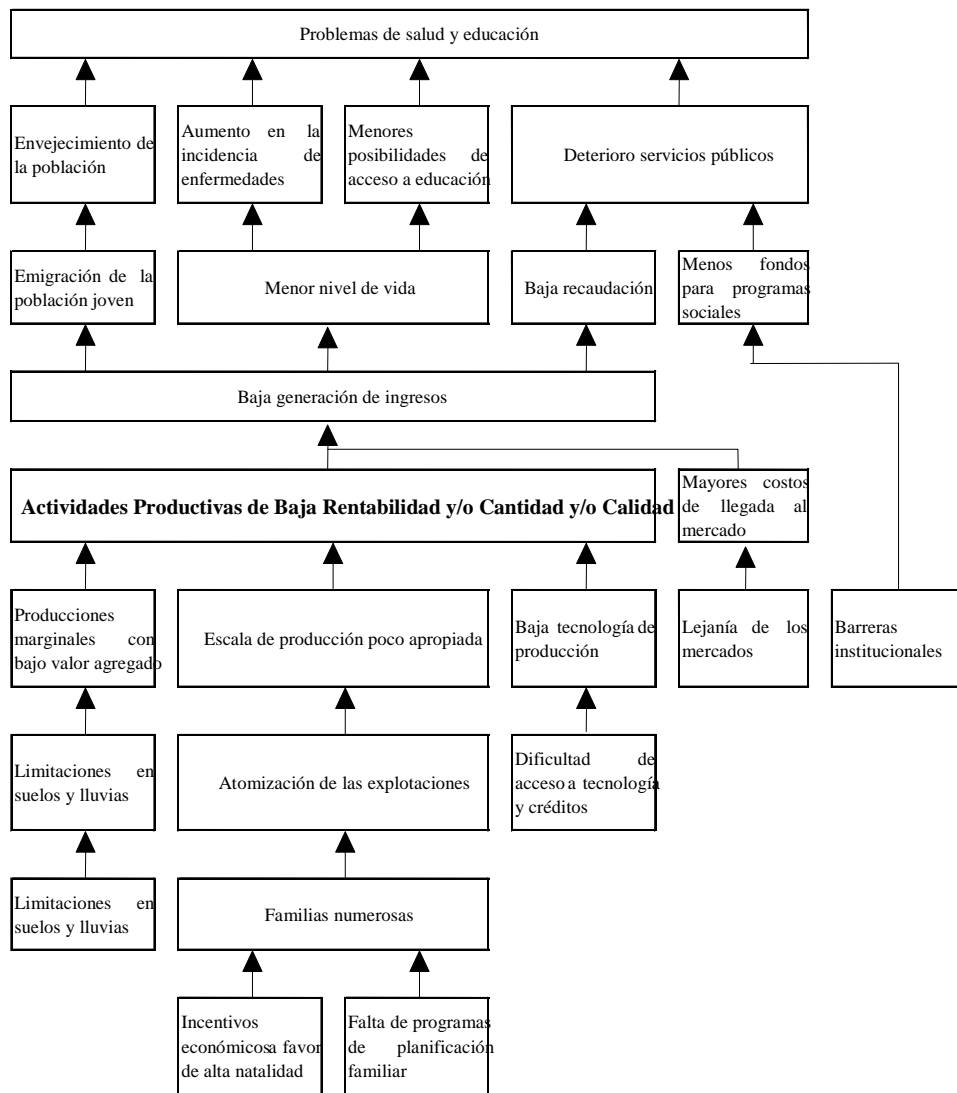 Problemas de salud y educación
Envejecimiento de
la población
Aumento en la
incidencia de
enfermedades
Menores
posibilidades de
acceso a educación
Deterioro servicios públicos
Emigración de la
población joven
Menor nivel de vida
Baja recaudación
Menos fondos
para programas
sociales
Baja generación de ingresos
Actividades Productivas de Baja Rentabilidad y/o Cantidad y/o Calidad
Mayores costos
de llegada al
mercado
Producciones
marginales con
bajo valor agregado
Escala de producción poco apropiada
Baja tecnología de
producción
Lejanía de los
mercados
Barreras
institucionales
Limitaciones en
suelos y lluvias
Atomización de las explotaciones
Dificultad de
acceso a tecnología
y créditos
Limitaciones en
suelos y lluvias
Familias numerosas
Incentivos
económicosa favor
de alta natalidad
Falta de programas
de planificación
familiar